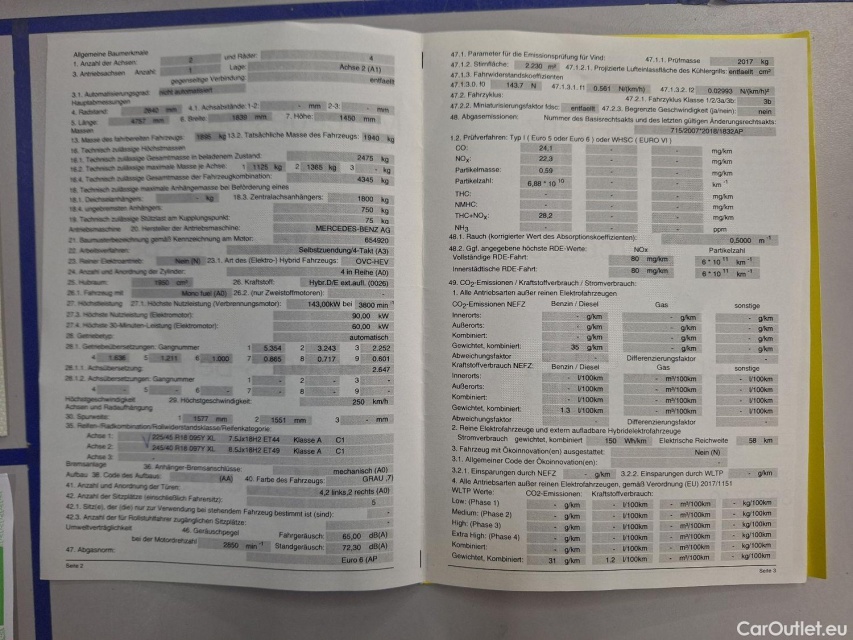 Allgemeine Baumerkmale
1. Anzahl der Achsen: 2 und Räder: 4
3. Antriebsachsen Anzahl: 1 Lage: Achse 2 (A1)
gegenseitige Verbindung: entfaellt
3.1. Automatisierungsgrad: nicht automatisiert
Hauptabmessungen
4. Radstand: 2840 mm 4.1. Achsabstände:1-2: - mm 2-3: - mm
5. Länge: 4757 mm 6. Breite: 1839 mm 7. Höhe: 1450 mm
Massen
13. Masse des fahrbereiten Fahrzeugs: 1895 kg 13.2. Tatsächliche Masse des Fahrzeugs: 1940 kg
16. Technisch zulässige Höchstmassen
16.1. Technisch zulässige Gesamtmasse in beladenem Zustand: 2475 kg
16.2. Technisch zulässige maximale Masse je Achse: 1 1125 kg 2 1365 kg 3 - kg
16.4. Technisch zulässige Gesamtmasse der Fahrzeugkombination: 4345 kg
18. Technisch zulässige maximale Anhängemasse bei Beförderung eines
18.1. Deichselanhängers: - kg 18.3. Zentralachsanhängers: 1800 kg
18.4. ungebremsten Anhängers: 750 kg
19. Technisch zulässige Stützlast am Kupplungspunkt: 75 kg
Antriebsmaschine 20. Hersteller der Antriebsmaschine: MERCEDES-BENZ AG
21. Baumusterbezeichnung gemäß Kennzeichnung am Motor: 654920
22. Arbeitsverfahren: Selbstzuendung/4-Takt (A3)
23. Reiner Elektroantrieb: Nein (N) 23.1. Art des (Elektro-) Hybrid Fahrzeugs: OVC-HEV
24. Anzahl und Anordnung der Zylinder: 4 in Reihe (A0)
25. Hubraum: 1950 cm³ 26. Kraftstoff: Hybr.D/E ext.aufl. (0026)
26.1. Fahrzeug mit Mono fuel (A0) 26.2. (nur Zweistoffmotoren): -
27. Höchstleistung 27.1. Höchste Nutzleistung (Verbrennungsmotor): 143,00kW bei 3800 min⁻¹
27.3. Höchste Nutzleistung (Elektromotor): 90,00 kW
27.4. Höchste 30-Minuten-Leistung (Elektromotor): 60,00 kW
28. Getriebetyp: automatisch
28.1. Getriebeübersetzungen: Gangnummer 1 5.354 2 3.243 3 2.252
4 1.636 5 1.211 6 1.000 7 0.865 8 0.717 9 0.601
28.1.1. Achsübersetzung: 2.647
28.1.2. Achsübersetzungen: Gangnummer 1 - 2 - 3 -
4 - 5 - 6 - 7 - 8 - 9 -
Höchstgeschwindigkeit 29. Höchstgeschwindigkeit: 250 km/h
Achsen und Radaufhängung
30. Spurweite: 1 1577 mm 2 1551 mm 3 - mm
35. Reifen-/Radkombination/Rollwiderstandsklasse/Reifenkategorie:
Achse 1: 225/45 R18 095Y XL 7.5Jx18H2 ET44 Klasse A C1
Achse 2: 245/40 R18 097Y XL 8.5Jx18H2 ET49 Klasse A C1
Achse 3:
Bremsanlage 36. Anhänger-Bremsanschlüsse: mechanisch (A0)
Aufbau 38. Code des Aufbaus: (AA) 40. Farbe des Fahrzeugs: GRAU ,7)
41. Anzahl und Anordnung der Türen: 4,2 links,2 rechts (A0)
42. Anzahl der Sitzplätze (einschließlich Fahrersitz): 5
42.1. Sitz(e), der (die) nur zur Verwendung bei stehendem Fahrzeug bestimmt ist (sind): -
42.3. Anzahl der für Rollstuhlfahrer zugänglichen Sitzplätze: -
Umweltverträglichkeit 46. Geräuschpegel Fahrgeräusch: 65,00 dB(A)
bei der Motordrehzahl 2850 min⁻¹ Standgeräusch: 72,30 dB(A)
47. Abgasnorm: Euro 6 (AP
Seite 2
47.1. Parameter für die Emissionsprüfung für Vind: 47.1.1. Prüfmasse 2017 kg
47.1.2. Stirnfläche: 2.230 m² 47.1.2.1. Projizierte Lufteinlassfläche des Kühlergrills: entfaellt cm²
47.1.3. Fahrwiderstandskoeffizienten
47.1.3.0. f0 143.7 N 47.1.3.1. f1 0.561 N/(km/h) 47.1.3.2. f2 0.02993 N/(km/h)²
47.2. Fahrzyklus: 47.2.1. Fahrzyklus Klasse 1/2/3a/3b: 3b
47.2.2. Miniaturisierungsfaktor fdsc: entfaellt 47.2.3. Begrenzte Geschwindigkeit (ja/nein): nein
48. Abgasemissionen: Nummer des Basisrechtsakts und des letzten gültigen Änderungsrechtsakts:
715/2007*2018/1832AP
1.2. Prüfverfahren: Typ I ( Euro 5 oder Euro 6 ) oder WHSC ( EURO VI )
CO: 24,1 - - mg/km
NOx: 22,3 - - mg/km
Partikelmasse: 0,59 - - mg/km
Partikelzahl: 6,88 * 10¹⁰ - - km⁻¹
THC: - - - mg/km
NMHC: - - - mg/km
THC+NOx: 28,2 - - mg/km
NH3 - - - ppm
48.1. Rauch (korrigierter Wert des Absorptionskoeffizienten): 0,5000 m⁻¹
48.2. Ggf. angegebene höchste RDE-Werte: NOx Partikelzahl
Vollständige RDE-Fahrt: 80 mg/km 6 * 10¹¹ km⁻¹
Innerstädtische RDE-Fahrt: 80 mg/km 6 * 10¹¹ km⁻¹
49. CO2-Emissionen / Kraftstoffverbrauch / Stromverbrauch:
1. Alle Antriebsarten außer reinen Elektrofahrzeugen
CO2-Emissionen NEFZ Benzin / Diesel Gas sonstige
Innerorts: - g/km - g/km - g/km
Außerorts: - g/km - g/km - g/km
Kombiniert: - g/km - g/km - g/km
Gewichtet, kombiniert: 35 g/km - g/km - g/km
Abweichungsfaktor - Differenzierungsfaktor -
Kraftstoffverbrauch NEFZ: Benzin / Diesel Gas sonstige
Innerorts: - l/100km - m³/100km - l/100km
Außerorts: - l/100km - m³/100km - l/100km
Kombiniert: - l/100km - m³/100km - l/100km
Gewichtet, kombiniert: 1.3 l/100km - m³/100km - l/100km
Abweichungsfaktor - Differenzierungsfaktor -
2. Reine Elektrofahrzeuge und extern aufladbare Hybridelektrofahrzeuge
Stromverbrauch gewichtet, kombiniert 150 Wh/km Elektrische Reichweite 58 km
3. Fahrzeug mit Ökoinnovation(en) ausgestattet: Nein (N)
3.1. Allgemeiner Code der Ökoinnovation(en): -
3.2.1. Einsparungen durch NEFZ - g/km 3.2.2. Einsparungen durch WLTP - g/km
4. Alle Antriebsarten außer reinen Elektrofahrzeugen, gemäß Verordnung (EU) 2017/1151
WLTP Werte: CO2-Emissionen: Kraftstoffverbrauch:
Low: (Phase 1) - g/km - l/100km - m³/100km - kg/100km
Medium: (Phase 2) - g/km - l/100km - m³/100km - kg/100km
High: (Phase 3) - g/km - l/100km - m³/100km - kg/100km
Extra High: (Phase 4) - g/km - l/100km - m³/100km - kg/100km
Kombiniert: - g/km - l/100km - m³/100km - kg/100km
Gewichtet, Kombiniert: 31 g/km 1.2 l/100km - m³/100km - kg/100km
Seite 3
CarOutlet.eu